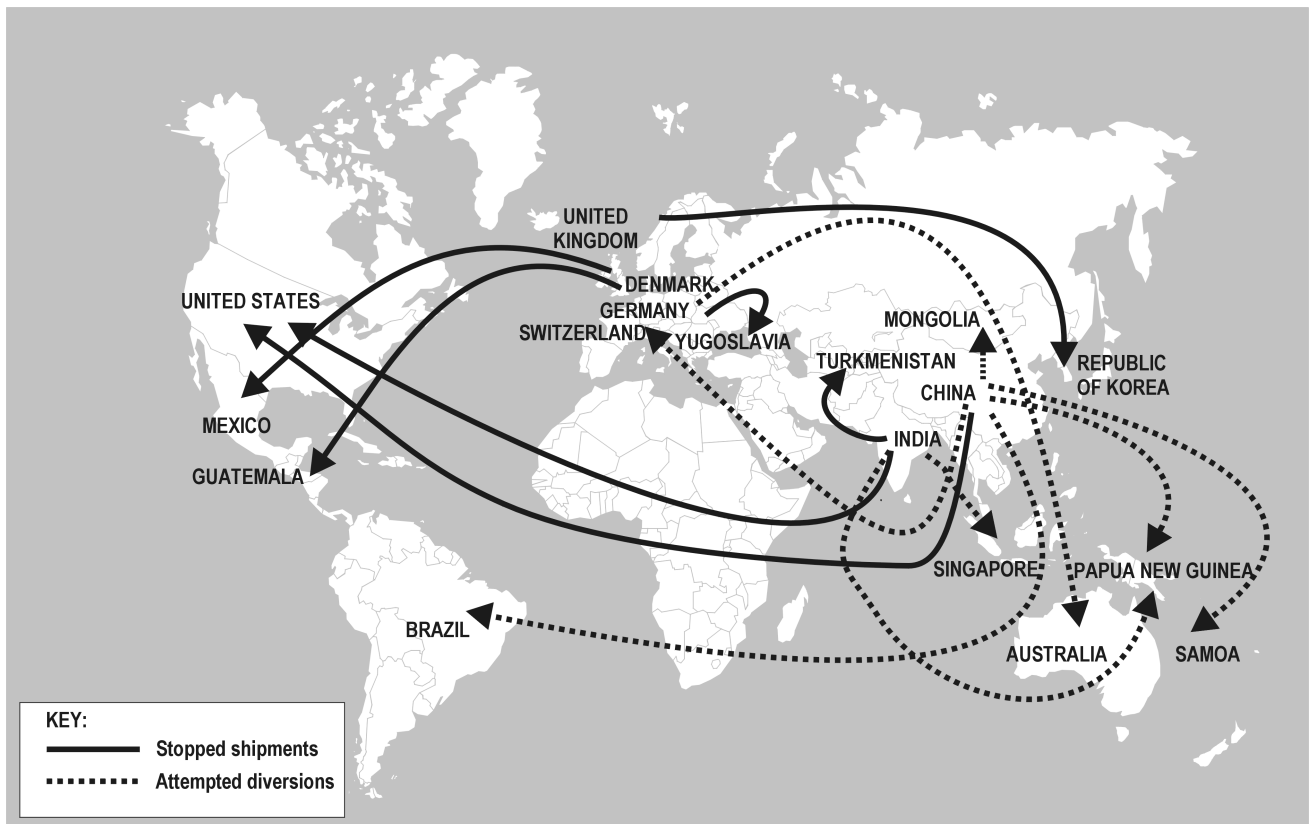 UNITED
KINGDOM
DENMARK
UNITED STATES
GERMANY
MONGOLIA
SWITZERLAND
YUGOSLAVIA
TURKMENISTAN
REPUBLIC
OF KOREA
CHINA
MEXICO
INDIA
GUATEMALA
SINGAPORE
PAPUA NEW GUINEA
BRAZIL
AUSTRALIA
SAMOA
KEY:
Stopped shipments
Attempted diversions